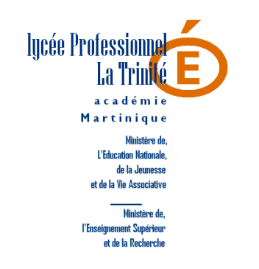 lycée Professionnel
La Trinité
É
académie
Martinique
Ministère de,
L'Education Nationale,
de la Jeunesse
et de la Vie Associative
Ministère de,
l'Enseignement Supérieur
et de la Recherche